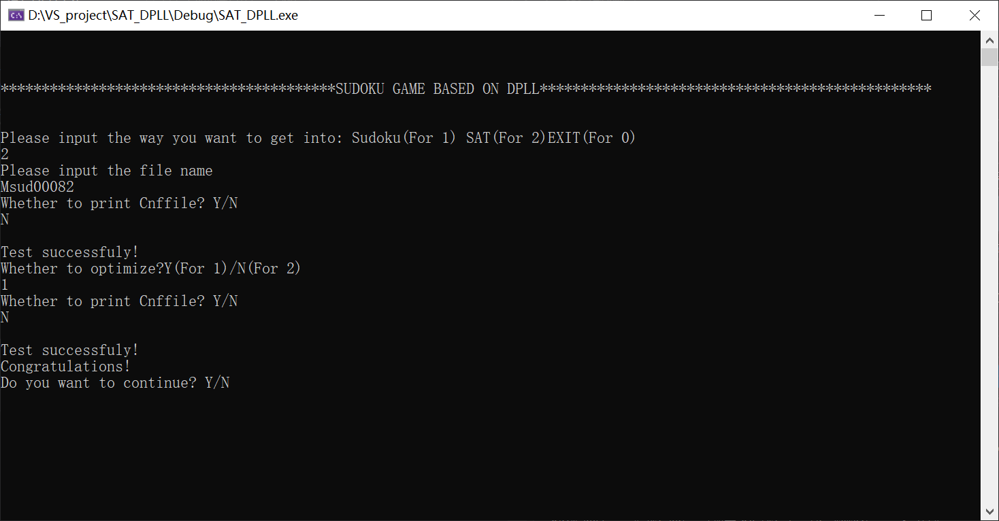 D:\VS_project\SAT_DPLL\Debug\SAT_DPLL.exe
*****************************************SUDOKU GAME BASED ON DPLL************************************************
Please input the way you want to get into: Sudoku(For 1) SAT(For 2)EXIT(For 0)
2
Please input the file name
Msud00082
Whether to print Cnffile? Y/N
N
Test successfuly!
Whether to optimize?Y(For 1)/N(For 2)
1
Whether to print Cnffile? Y/N
N
Test successfuly!
Congratulations!
Do you want to continue? Y/N